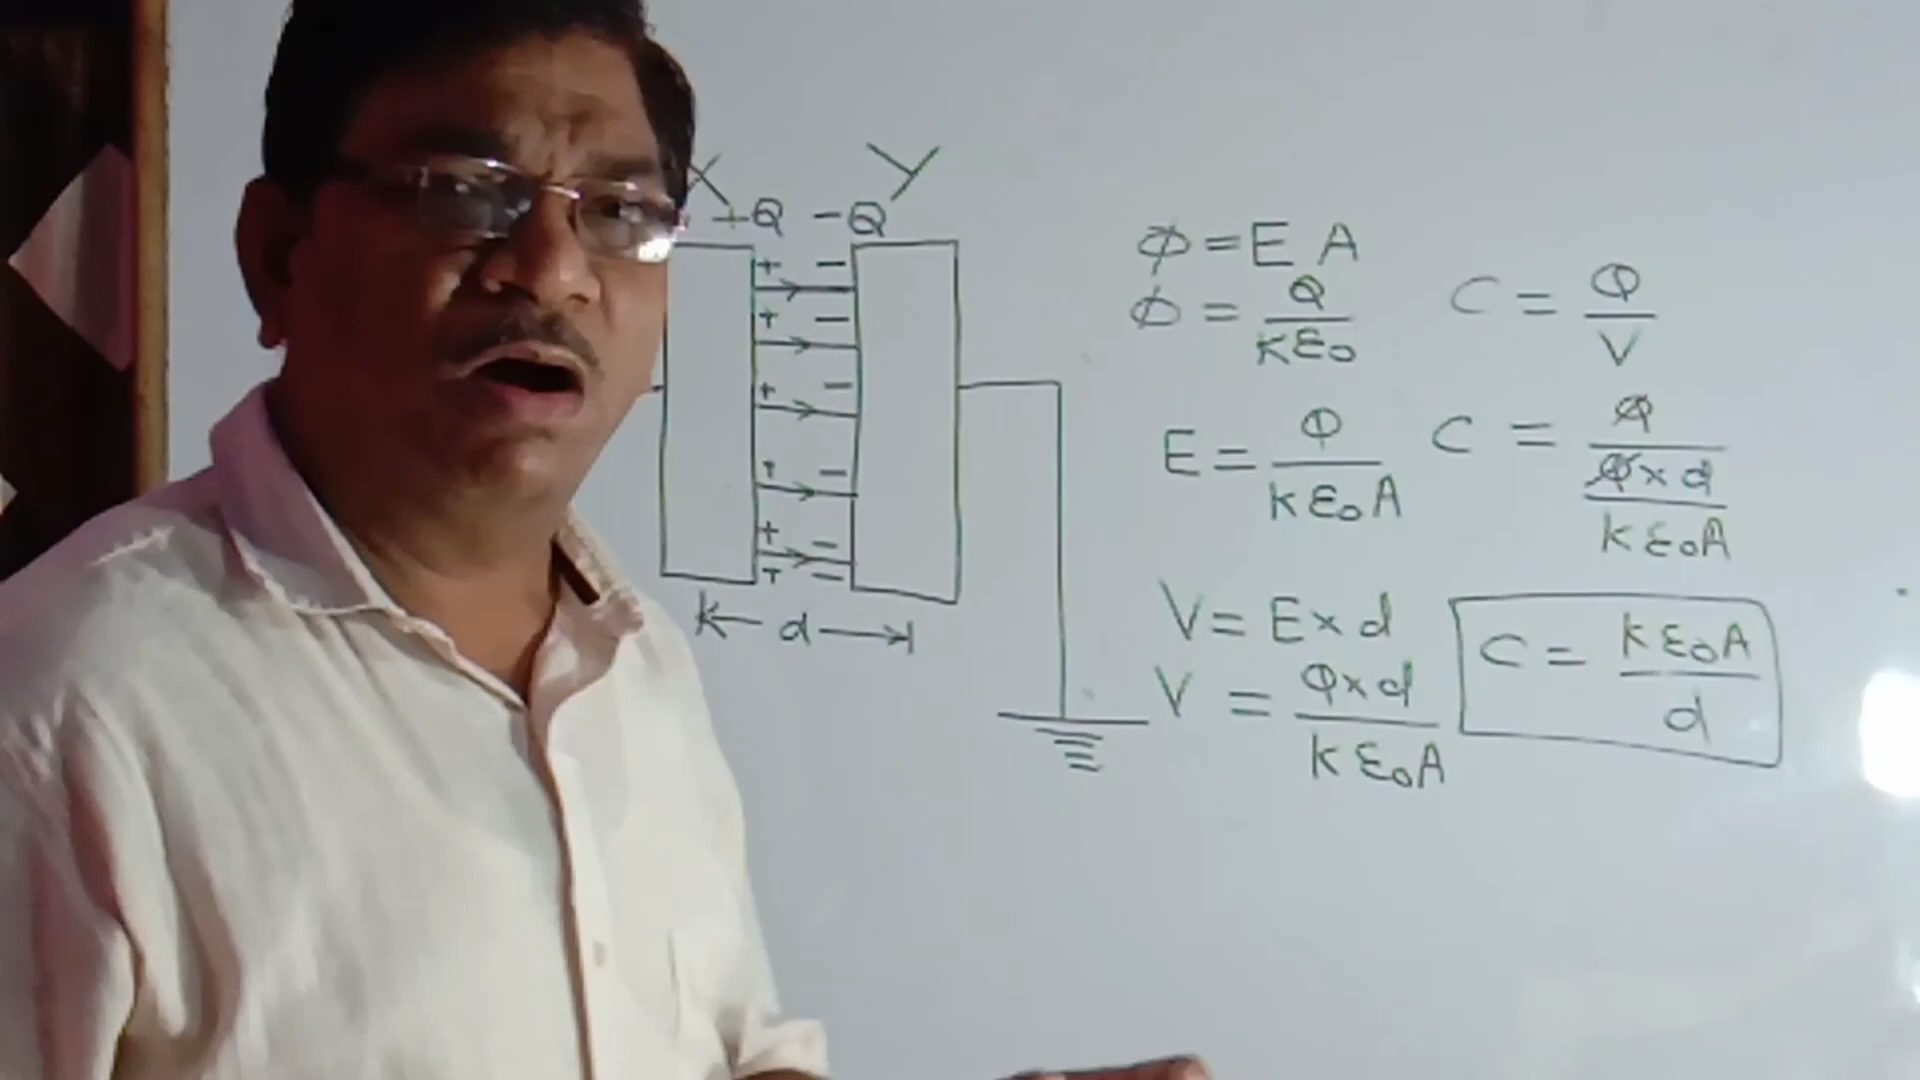 X Y
+Q -Q
+ -
+ -
+ -
+ -
+ -
+ -
d
φ = E A
φ = Q / kε₀
E = Q / kε₀A
V = E × d
V = Q × d / kε₀A
C = Q / V
C = Q / (Q × d / kε₀A)
C = kε₀A / d